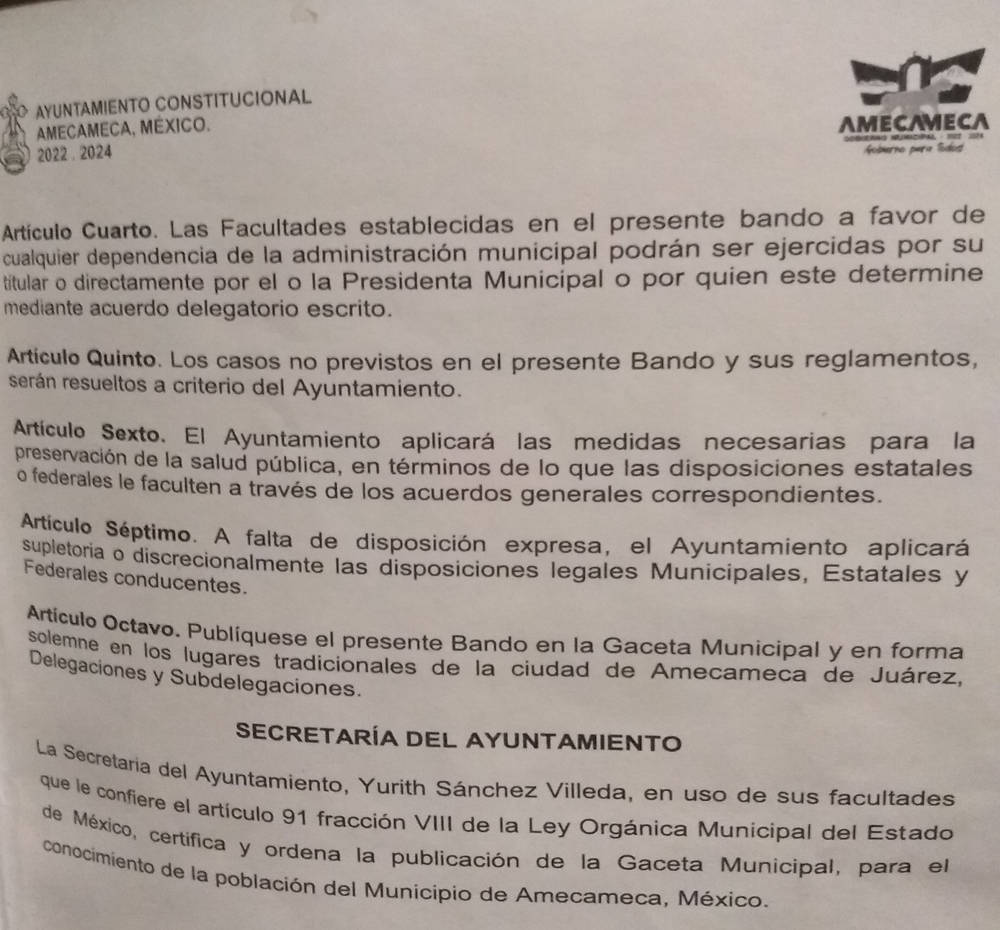 AYUNTAMIENTO CONSTITUCIONAL
AMECAMECA, MÉXICO.
2022 . 2024
AMECAMECA
GOBIERNO MUNICIPAL - 2022 - 2024
Gobierno para Todos!
Artículo Cuarto. Las Facultades establecidas en el presente bando a favor de
cualquier dependencia de la administración municipal podrán ser ejercidas por su
titular o directamente por el o la Presidenta Municipal o por quien este determine
mediante acuerdo delegatorio escrito.
Artículo Quinto. Los casos no previstos en el presente Bando y sus reglamentos,
serán resueltos a criterio del Ayuntamiento.
Artículo Sexto. El Ayuntamiento aplicará las medidas necesarias para la
preservación de la salud pública, en términos de lo que las disposiciones estatales
o federales le faculten a través de los acuerdos generales correspondientes.
Artículo Séptimo. A falta de disposición expresa, el Ayuntamiento aplicará
supletoria o discrecionalmente las disposiciones legales Municipales, Estatales y
Federales conducentes.
Artículo Octavo. Publíquese el presente Bando en la Gaceta Municipal y en forma
solemne en los lugares tradicionales de la ciudad de Amecameca de Juárez,
Delegaciones y Subdelegaciones.
SECRETARÍA DEL AYUNTAMIENTO
La Secretaria del Ayuntamiento, Yurith Sánchez Villeda, en uso de sus facultades
que le confiere el artículo 91 fracción VIII de la Ley Orgánica Municipal del Estado
de México, certifica y ordena la publicación de la Gaceta Municipal, para el
conocimiento de la población del Municipio de Amecameca, México.